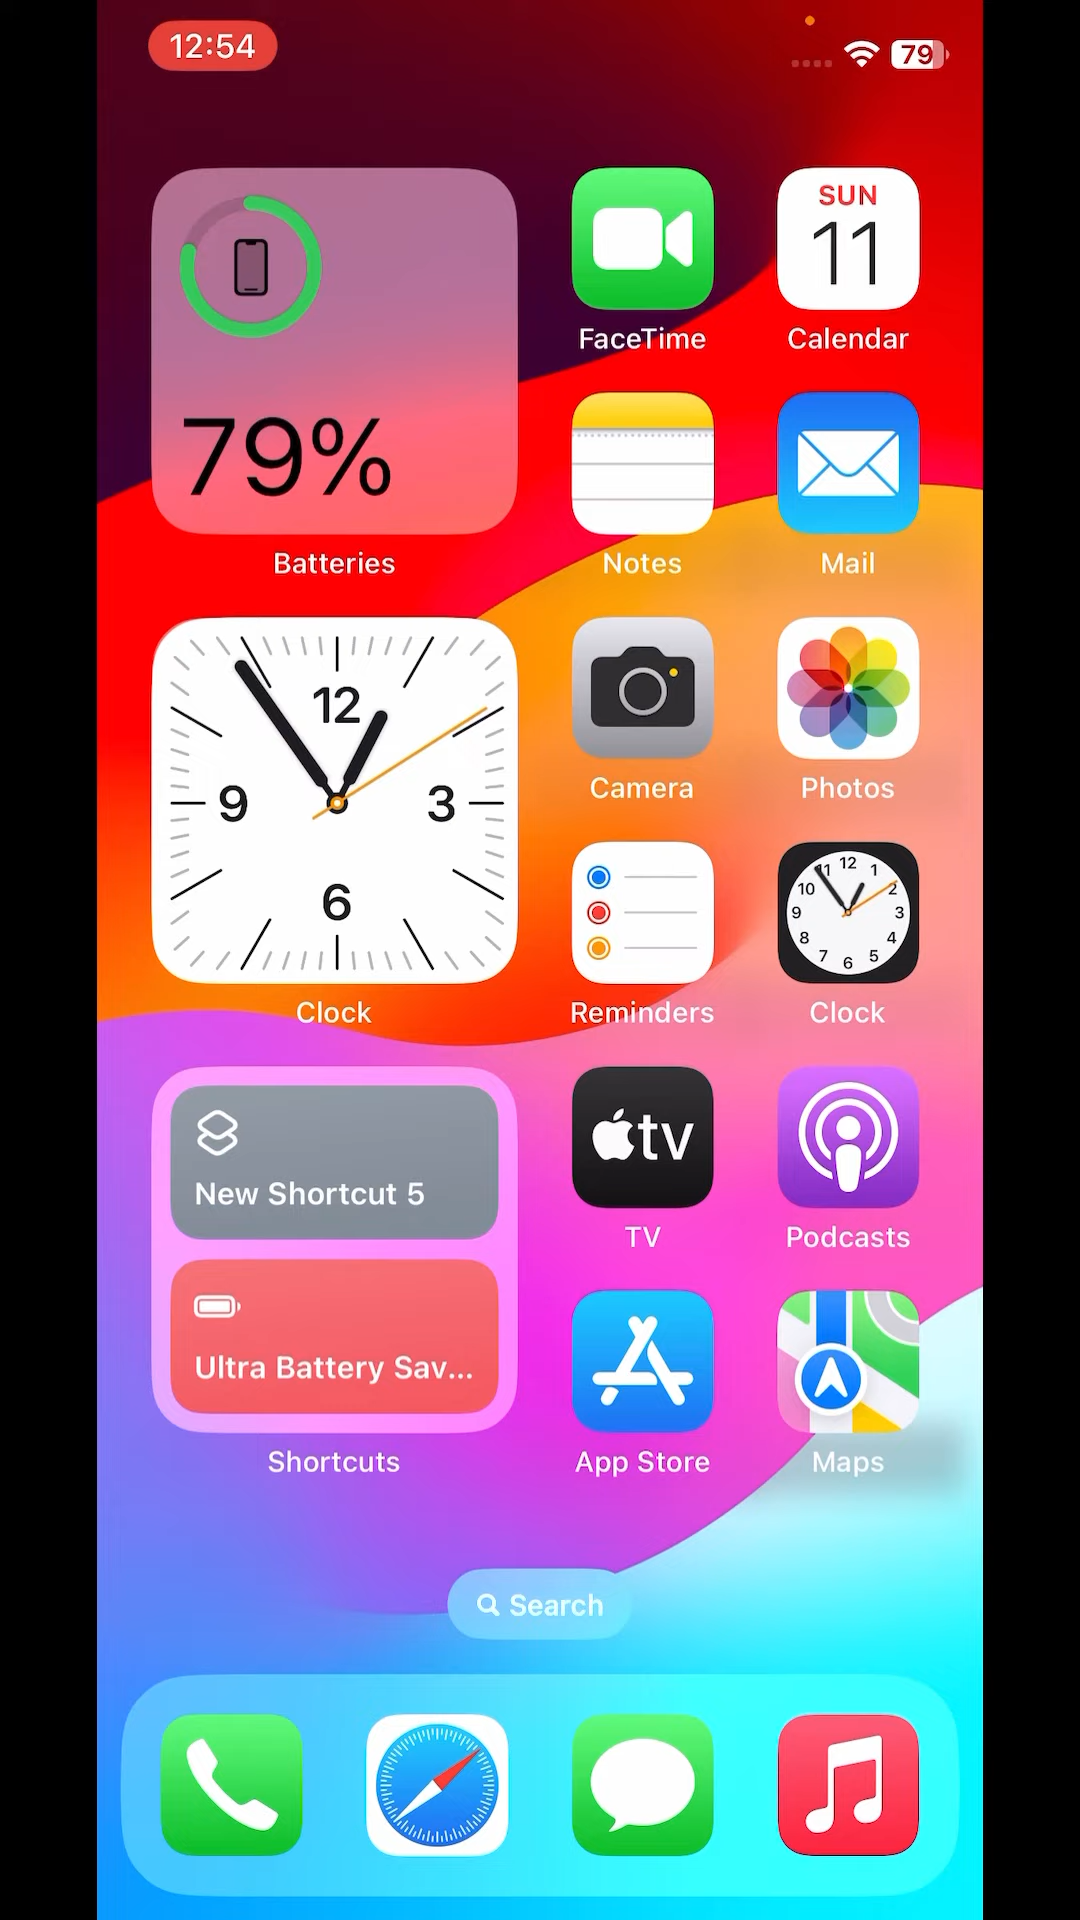 12:54
79
79%
Batteries
FaceTime
SUN
11
Calendar
Notes
Mail
12
9
3
6
Clock
Camera
Photos
Reminders
12
11
1
10
2
9
3
8
4
7
5
6
Clock
New Shortcut 5
Ultra Battery Sav...
Shortcuts
tv
TV
Podcasts
App Store
Maps
Search